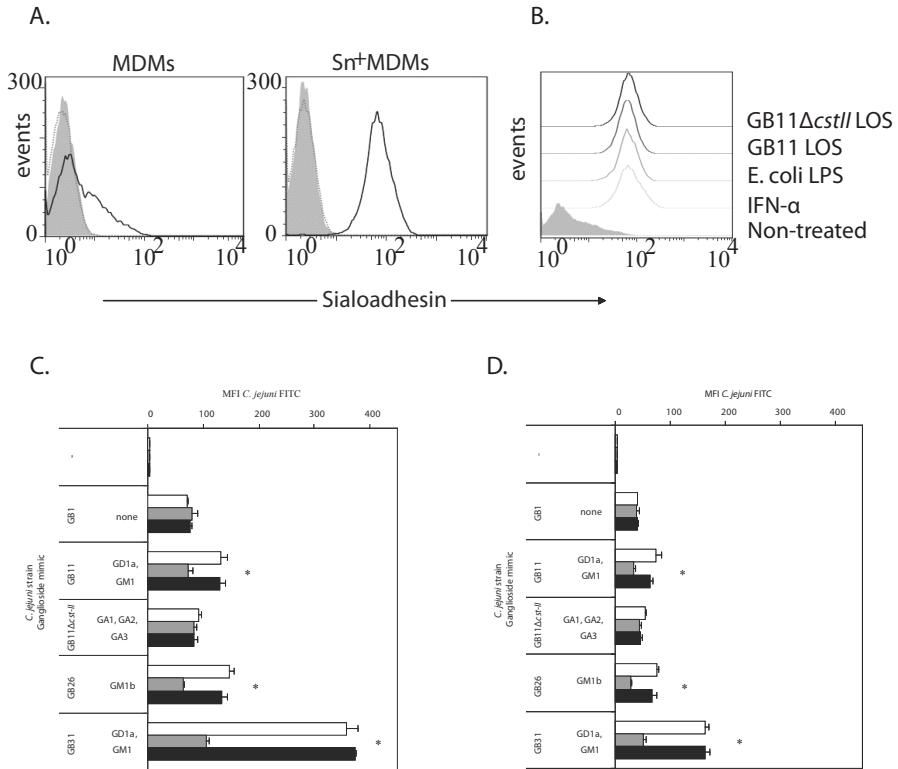 A.
B.
MDMs
Sn+MDMs
300
events
0
10^0
10^2
10^4
300
0
10^0
10^2
10^4
events
10^0
10^2
10^4
GB11ΔcstII LOS
GB11 LOS
E. coli LPS
IFN-α
Non-treated
Sialoadhesin
C.
MFI C. jejuni FITC
0
100
200
300
400
C. jejuni strain
Ganglioside mimic
-
GB1
none
GB11
GD1a,
GM1
*
GB11Δcst-II
GA1, GA2,
GA3
GB26
GM1b
*
GB31
GD1a,
GM1
*
D.
MFI C. jejuni FITC
0
100
200
300
400
C. jejuni strain
Ganglioside mimic
-
GB1
none
GB11
GD1a,
GM1
*
GB11Δcst-II
GA1, GA2,
GA3
GB26
GM1b
*
GB31
GD1a,
GM1
*